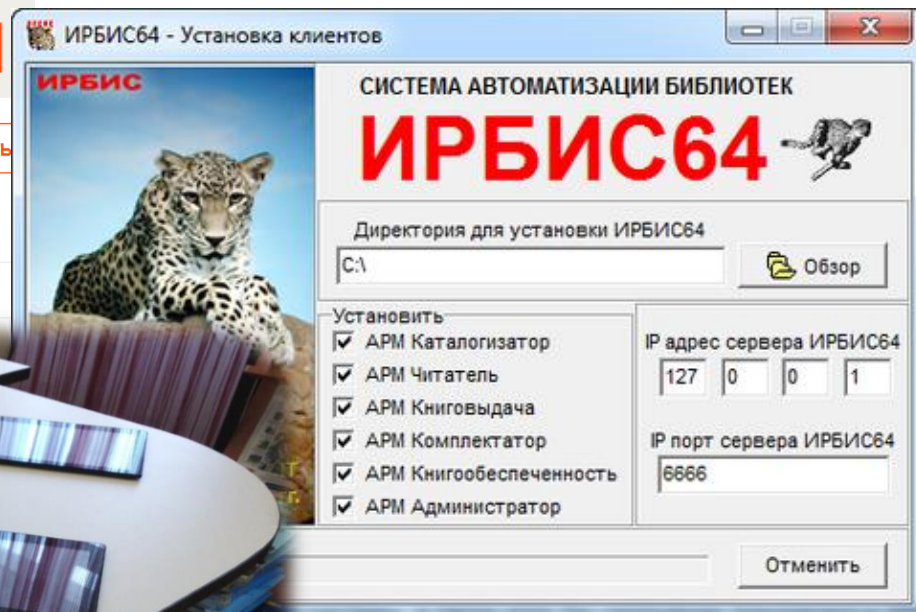 ИРБИС64 - Установка клиентов
ИРБИС
СИСТЕМА АВТОМАТИЗАЦИИ БИБЛИОТЕК
ИРБИС64
Директория для установки ИРБИС64
C:\
Обзор
Установить
АРМ Каталогизатор
АРМ Читатель
АРМ Книговыдача
АРМ Комплектатор
АРМ Книгообеспеченность
АРМ Администратор
IP адрес сервера ИРБИС64
127 0 0 1
IP порт сервера ИРБИС64
6666
Отменить